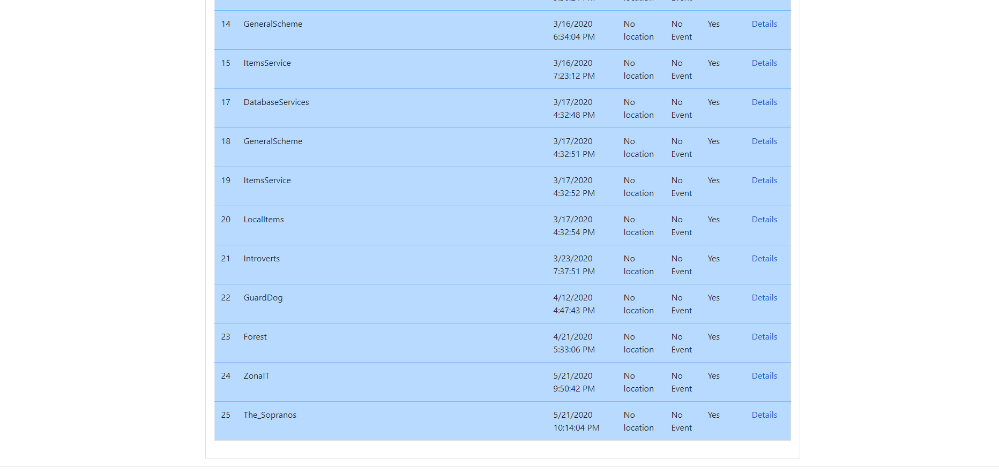 14 GeneralScheme 3/16/2020 No No Yes Details
6:34:04 PM location Event
15 ItemsService 3/16/2020 No No Yes Details
7:23:12 PM location Event
17 DatabaseServices 3/17/2020 No No Yes Details
4:32:48 PM location Event
18 GeneralScheme 3/17/2020 No No Yes Details
4:32:51 PM location Event
19 ItemsService 3/17/2020 No No Yes Details
4:32:52 PM location Event
20 LocalItems 3/17/2020 No No Yes Details
4:32:54 PM location Event
21 Introverts 3/23/2020 No No Yes Details
7:37:51 PM location Event
22 GuardDog 4/12/2020 No No Yes Details
4:47:43 PM location Event
23 Forest 4/21/2020 No No Yes Details
5:33:06 PM location Event
24 ZonaIT 5/21/2020 No No Yes Details
9:50:42 PM location Event
25 The_Sopranos 5/21/2020 No No Yes Details
10:14:04 PM location Event